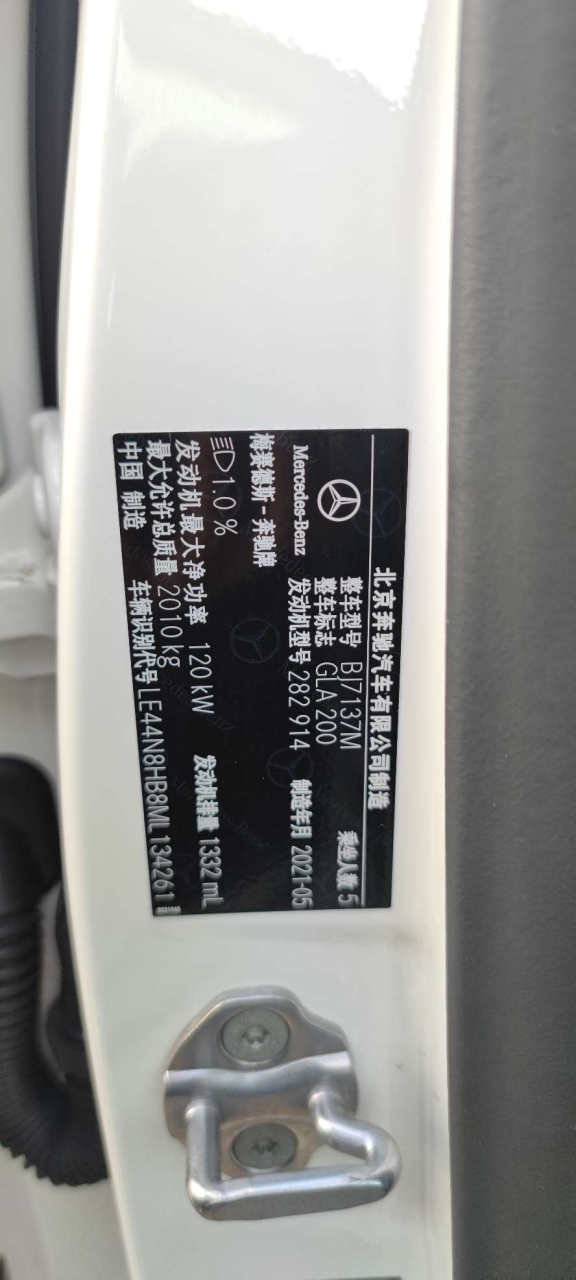 北京奔驰汽车有限公司制造
Mercedes-Benz
梅赛德斯-奔驰牌
整车型号 BJ7137M
乘坐人数 5
整车标志 GLA 200
发动机型号 282 914
制造年月 2021-05
1.0 %
发动机最大净功率 120 kW
发动机排量 1332 mL
最大允许总质量 2010 kg
中国 制造
车辆识别代号 LE44N8HB8ML134261